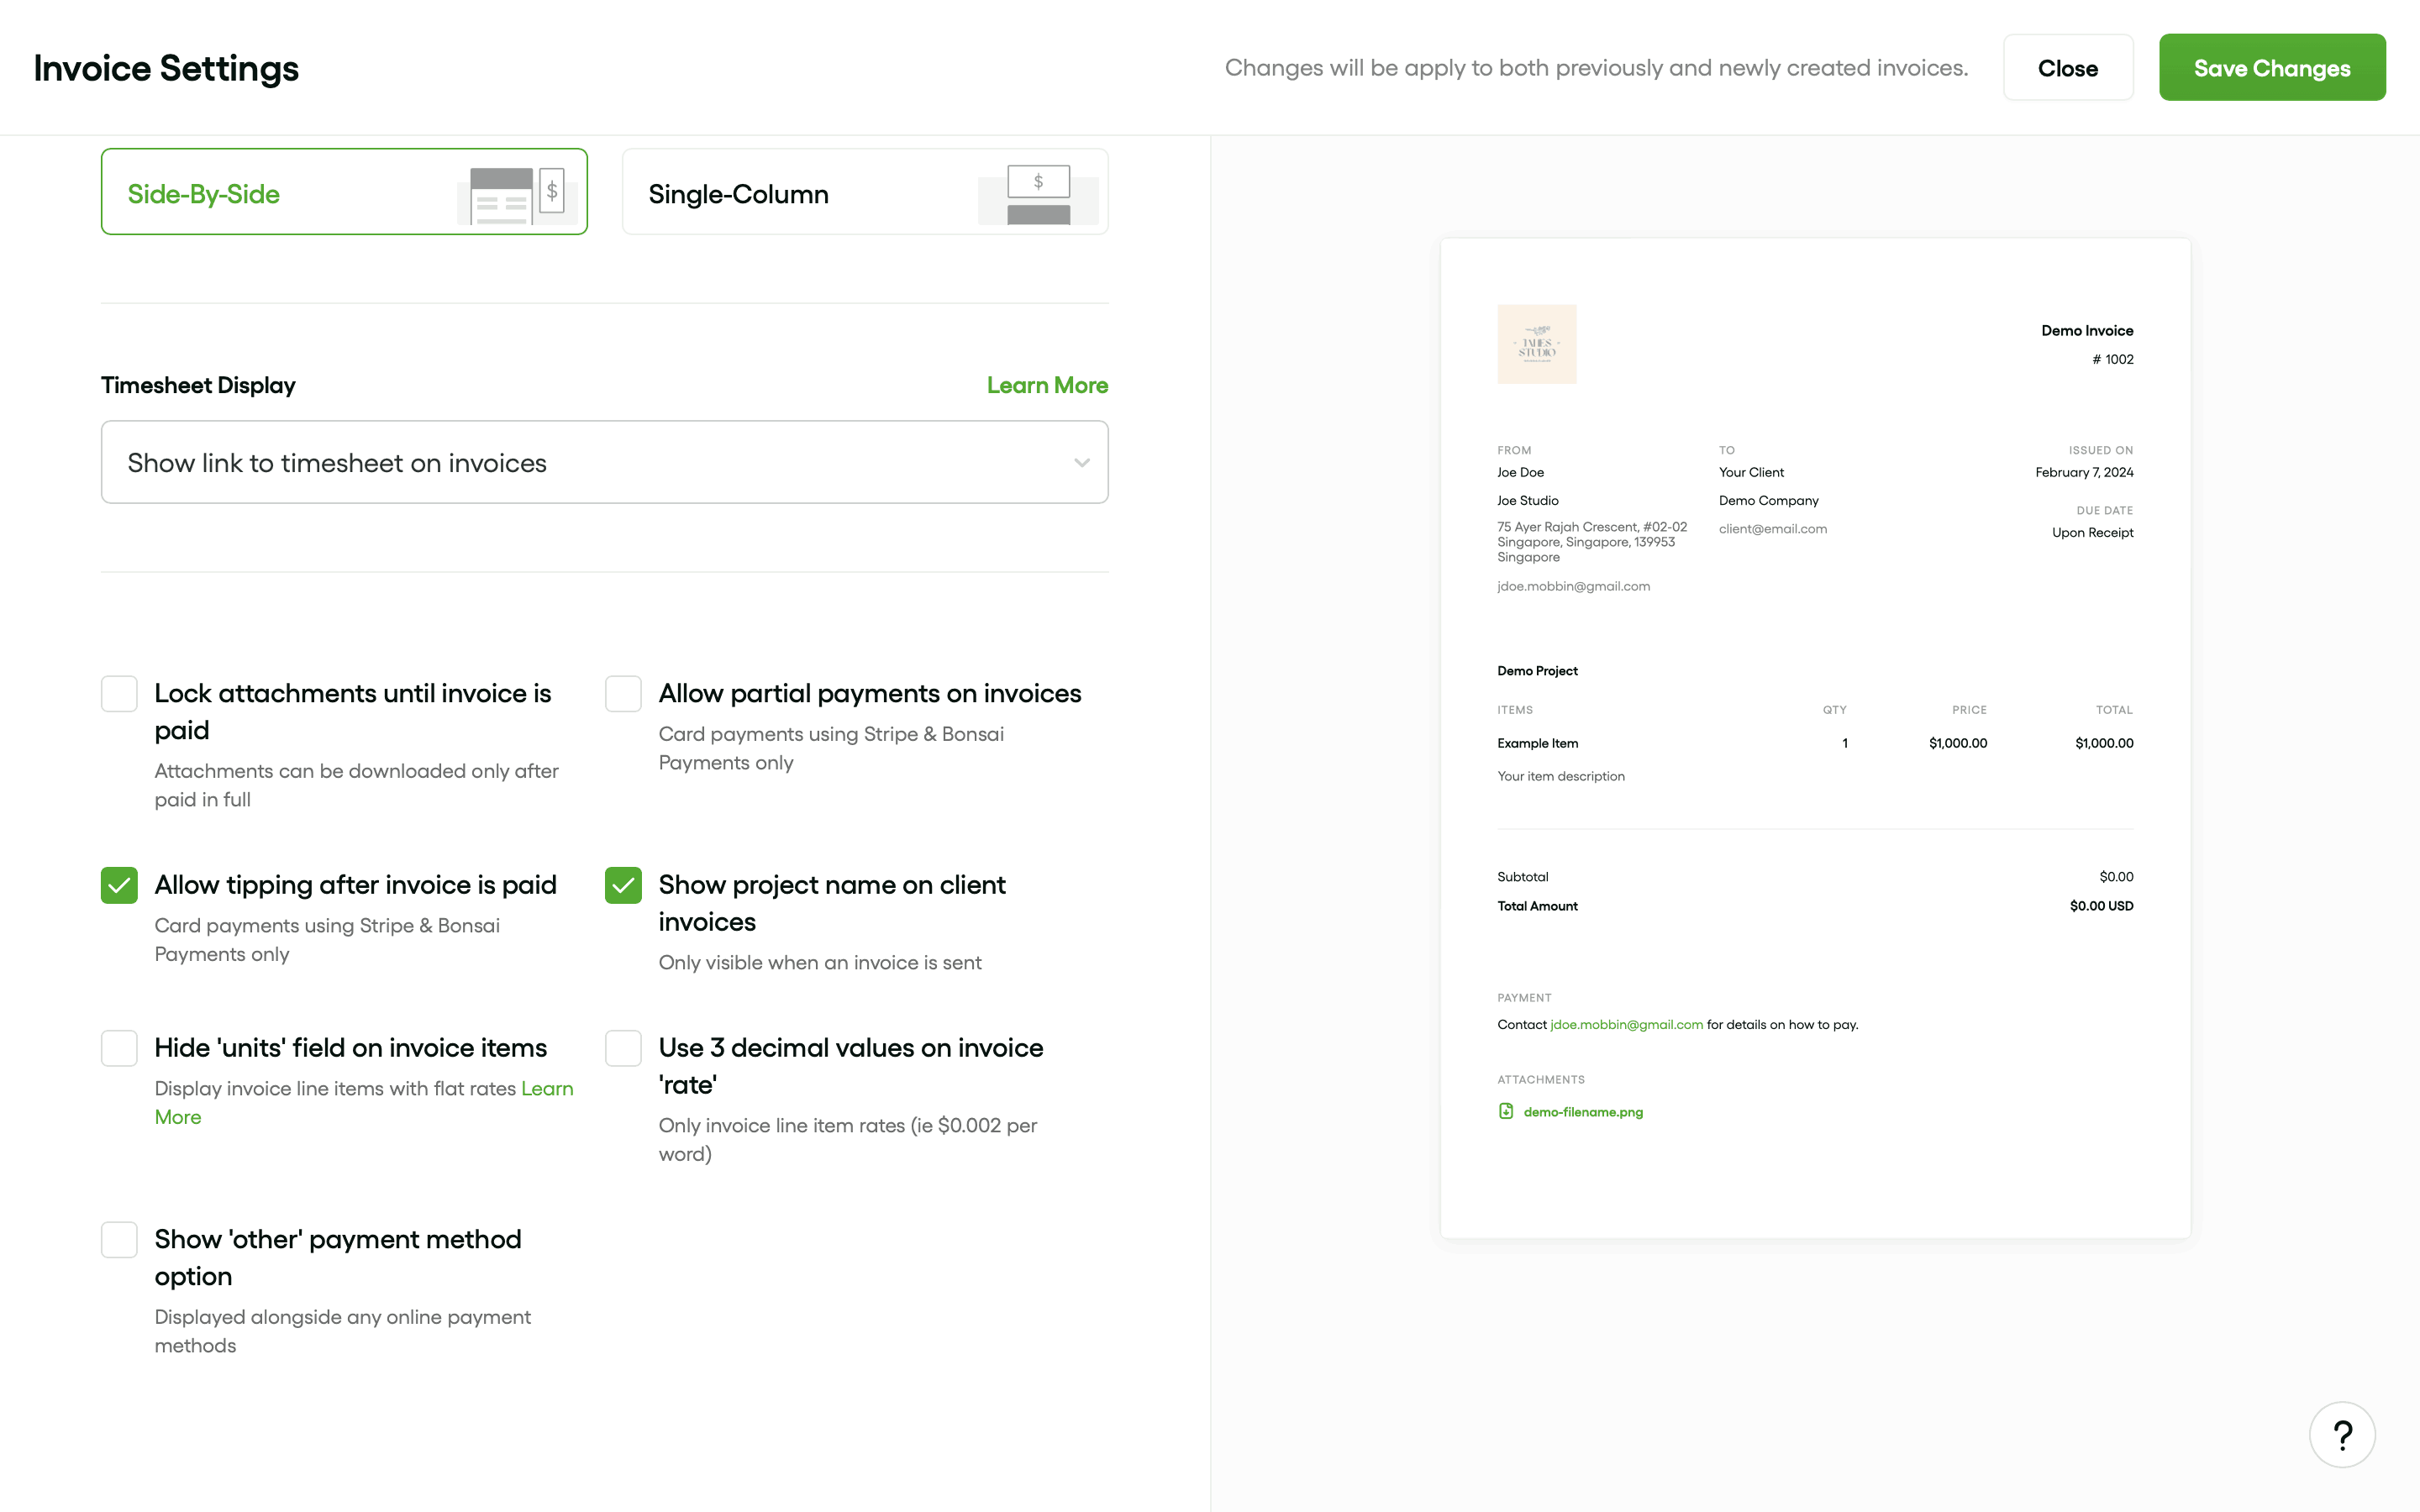 Invoice Settings
Changes will be apply to both previously and newly created invoices.
Close
Save Changes
Side-By-Side
$
Single-Column
$
Timesheet Display
Learn More
Show link to timesheet on invoices
Lock attachments until invoice is
paid
Attachments can be downloaded only after
paid in full
Allow partial payments on invoices
Card payments using Stripe & Bonsai
Payments only
Allow tipping after invoice is paid
Card payments using Stripe & Bonsai
Payments only
Show project name on client
invoices
Only visible when an invoice is sent
Hide 'units' field on invoice items
Display invoice line items with flat rates Learn
More
Use 3 decimal values on invoice
'rate'
Only invoice line item rates (ie $0.002 per
word)
Show 'other' payment method
option
Displayed alongside any online payment
methods
STUDIO
Demo Invoice
# 1002
FROM
Joe Doe
Joe Studio
75 Ayer Rajah Crescent, #02-02
Singapore, Singapore, 139953
Singapore
jdoe.mobbin@gmail.com
TO
Your Client
Demo Company
client@email.com
ISSUED ON
February 7, 2024
DUE DATE
Upon Receipt
Demo Project
ITEMS QTY PRICE TOTAL
Example Item 1 $1,000.00 $1,000.00
Your item description
Subtotal $0.00
Total Amount $0.00 USD
PAYMENT
Contact jdoe.mobbin@gmail.com for details on how to pay.
ATTACHMENTS
demo-filename.png
?